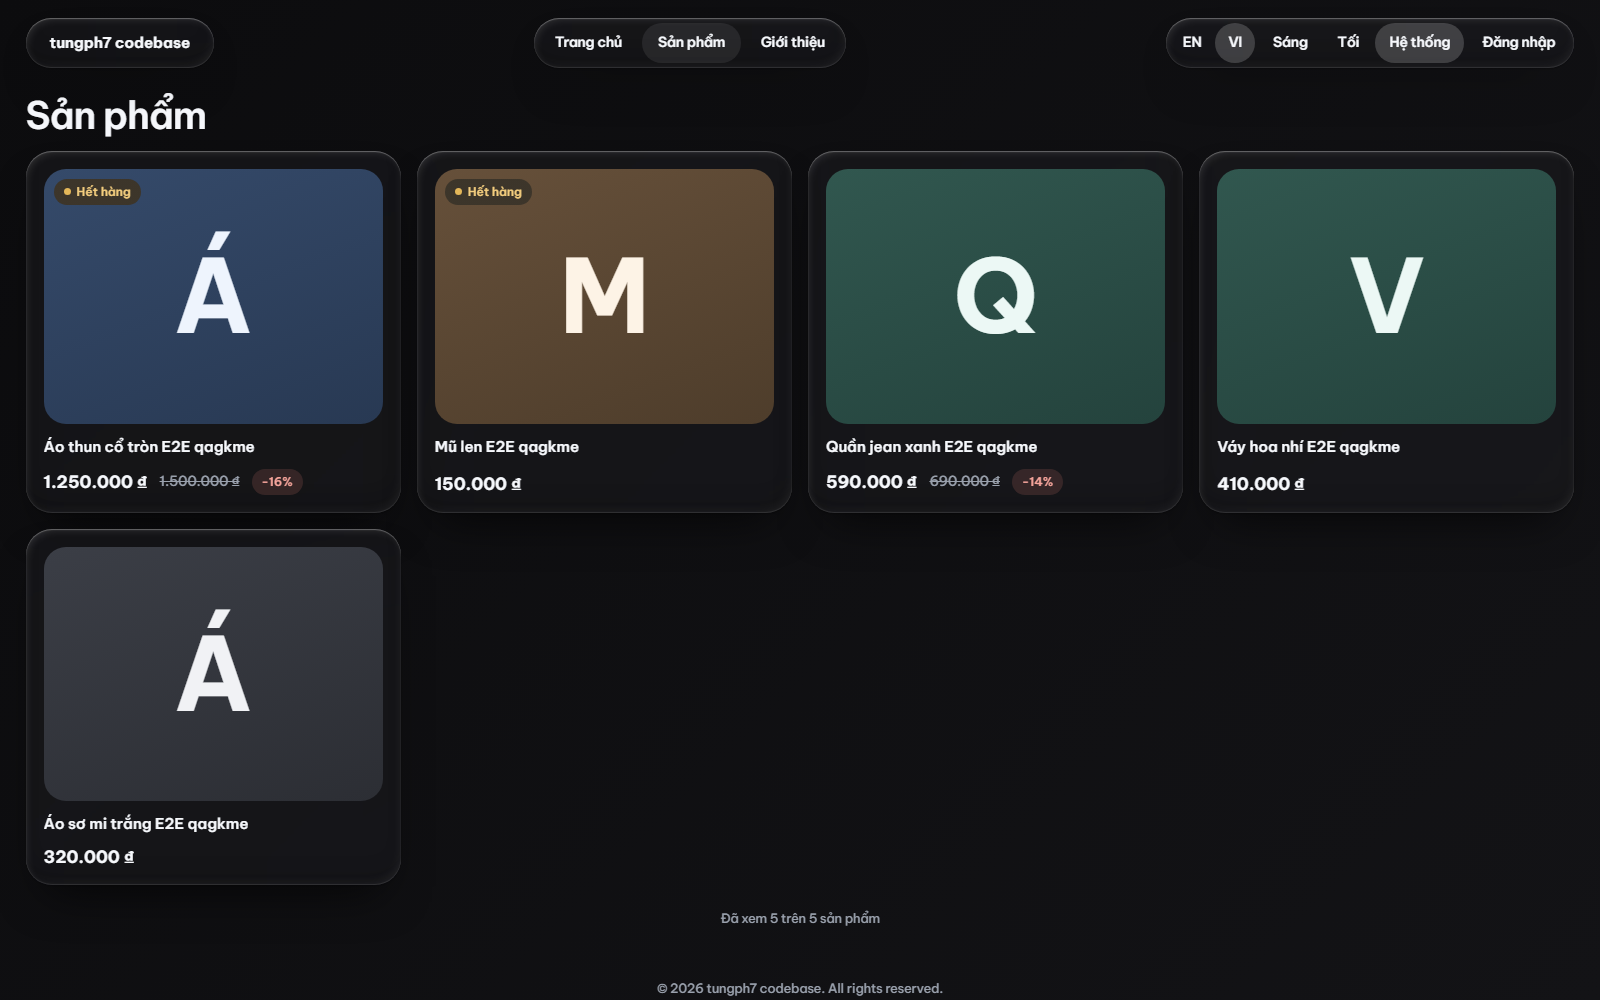 tungph7 codebase
Trang chủ Sản phẩm Giới thiệu
EN VI Sáng Tối Hệ thống Đăng nhập
Sản phẩm
Hết hàng
Á
Áo thun cổ tròn E2E qagkme
1.250.000 ₫ 1.500.000 ₫ -16%
Hết hàng
M
Mũ len E2E qagkme
150.000 ₫
Q
Quần jean xanh E2E qagkme
590.000 ₫ 690.000 ₫ -14%
V
Váy hoa nhí E2E qagkme
410.000 ₫
Á
Áo sơ mi trắng E2E qagkme
320.000 ₫
Đã xem 5 trên 5 sản phẩm
© 2026 tungph7 codebase. All rights reserved.